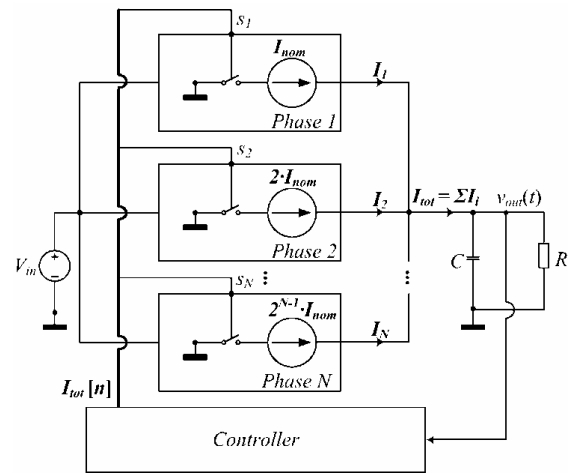 s1
Inom
I1
Phase 1
s2
2·Inom
I2
Itot = ΣIi
vout(t)
Phase 2
Vin
+
−
C
R
sN
...
...
2N-1·Inom
IN
Phase N
Itot [n]
Controller